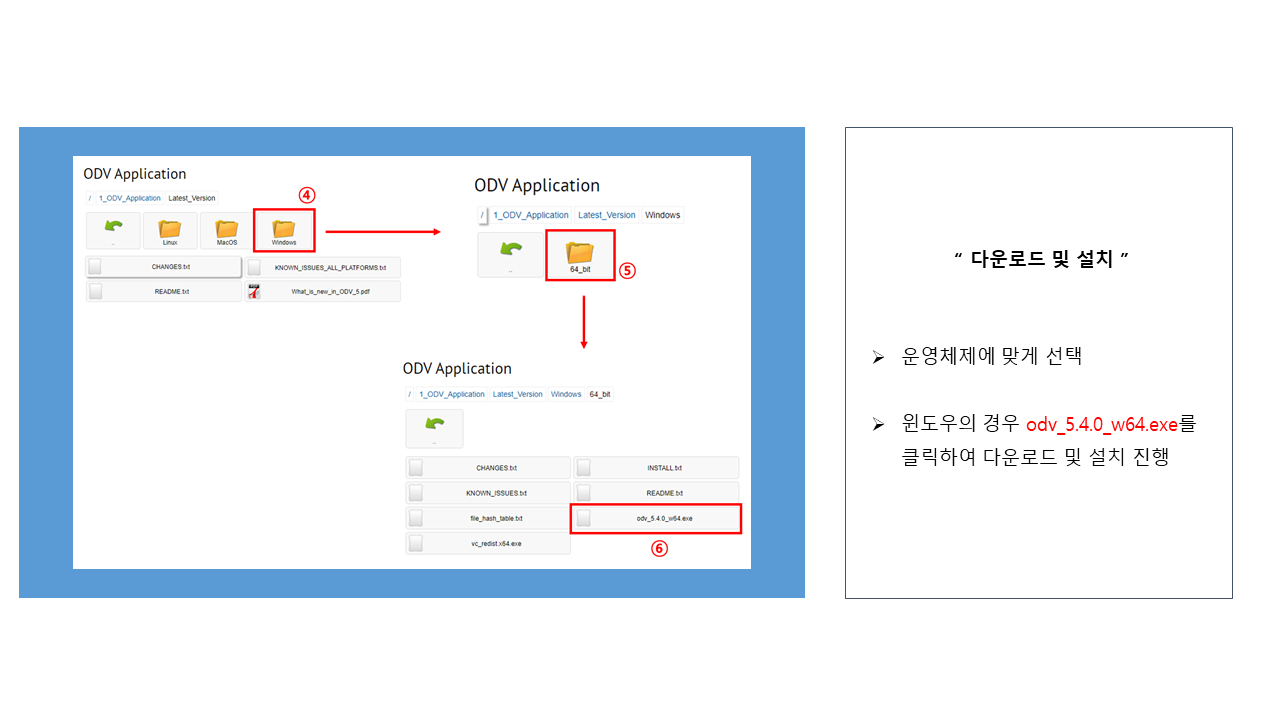 ODV Application
/ 1_ODV_Application Latest_Version
④
..
Linux
MacOS
Windows
CHANGES.txt
KNOWN_ISSUES_ALL_PLATFORMS.txt
README.txt
What_is_new_in_ODV_5.pdf
ODV Application
/ 1_ODV_Application Latest_Version Windows
..
64_bit
⑤
ODV Application
/ 1_ODV_Application Latest_Version Windows 64_bit
..
CHANGES.txt
INSTALL.txt
KNOWN_ISSUES.txt
README.txt
file_hash_table.txt
odv_5.4.0_w64.exe
vc_redist.x64.exe
⑥
“ 다운로드 및 설치 ”
➢ 운영체제에 맞게 선택
➢ 윈도우의 경우 odv_5.4.0_w64.exe를
클릭하여 다운로드 및 설치 진행